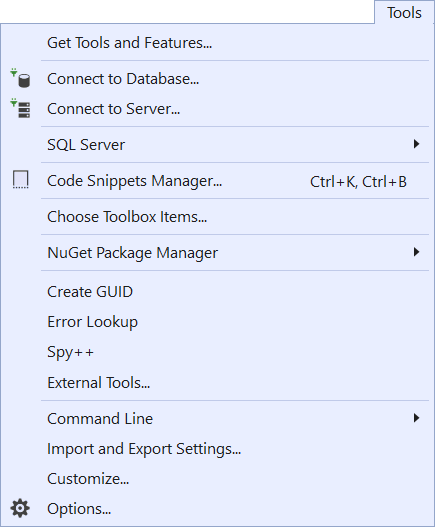 Tools
Get Tools and Features...
Connect to Database...
Connect to Server...
SQL Server
Code Snippets Manager... Ctrl+K, Ctrl+B
Choose Toolbox Items...
NuGet Package Manager
Create GUID
Error Lookup
Spy++
External Tools...
Command Line
Import and Export Settings...
Customize...
Options...